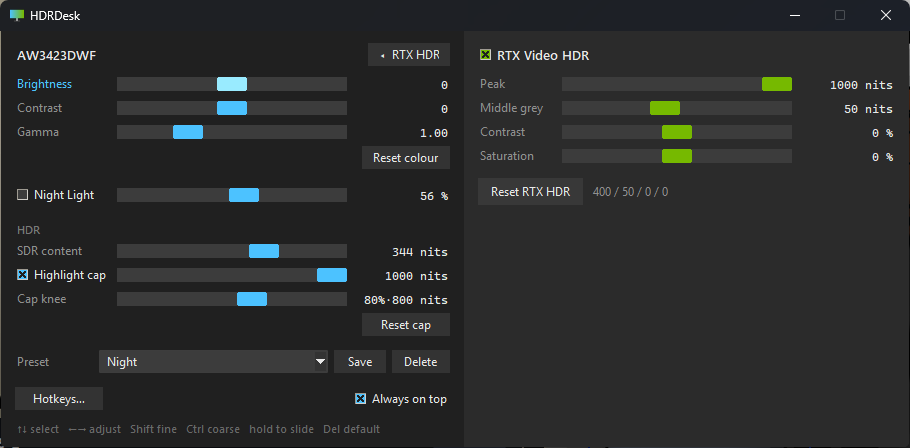 HDRDesk
AW3423DWF
◂ RTX HDR
Brightness 0
Contrast 0
Gamma 1.00
Reset colour
Night Light 56 %
HDR
SDR content 344 nits
Highlight cap 1000 nits
Cap knee 80%·800 nits
Reset cap
Preset Night Save Delete
Hotkeys... Always on top
↑↓ select ←→ adjust Shift fine Ctrl coarse hold to slide Del default
RTX Video HDR
Peak 1000 nits
Middle grey 50 nits
Contrast 0 %
Saturation 0 %
Reset RTX HDR 400 / 50 / 0 / 0